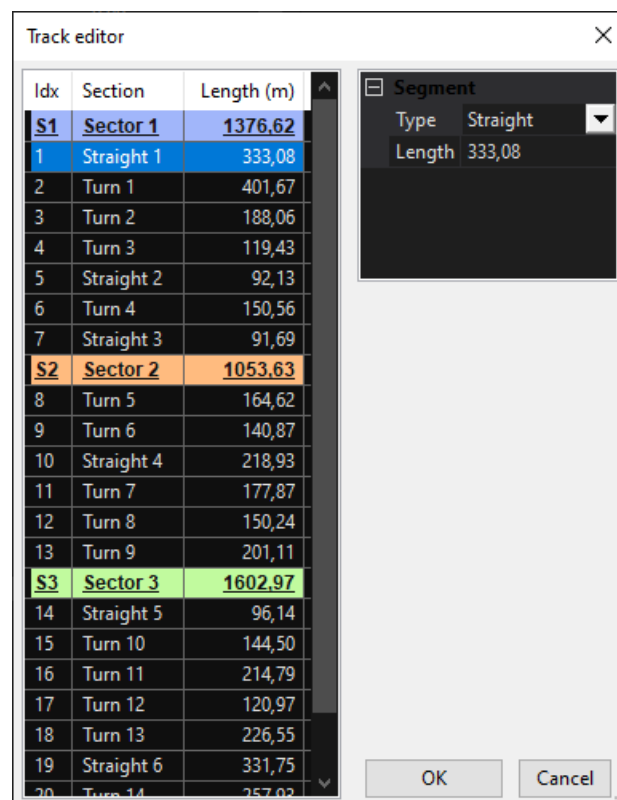 Track editor
Idx Section Length (m)
S1 Sector 1 1376,62
1 Straight 1 333,08
2 Turn 1 401,67
3 Turn 2 188,06
4 Turn 3 119,43
5 Straight 2 92,13
6 Turn 4 150,56
7 Straight 3 91,69
S2 Sector 2 1053,63
8 Turn 5 164,62
9 Turn 6 140,87
10 Straight 4 218,93
11 Turn 7 177,87
12 Turn 8 150,24
13 Turn 9 201,11
S3 Sector 3 1602,97
14 Straight 5 96,14
15 Turn 10 144,50
16 Turn 11 214,79
17 Turn 12 120,97
18 Turn 13 226,55
19 Straight 6 331,75
20 Turn 14 257,93
Segment
Type Straight
Length 333,08
OK Cancel